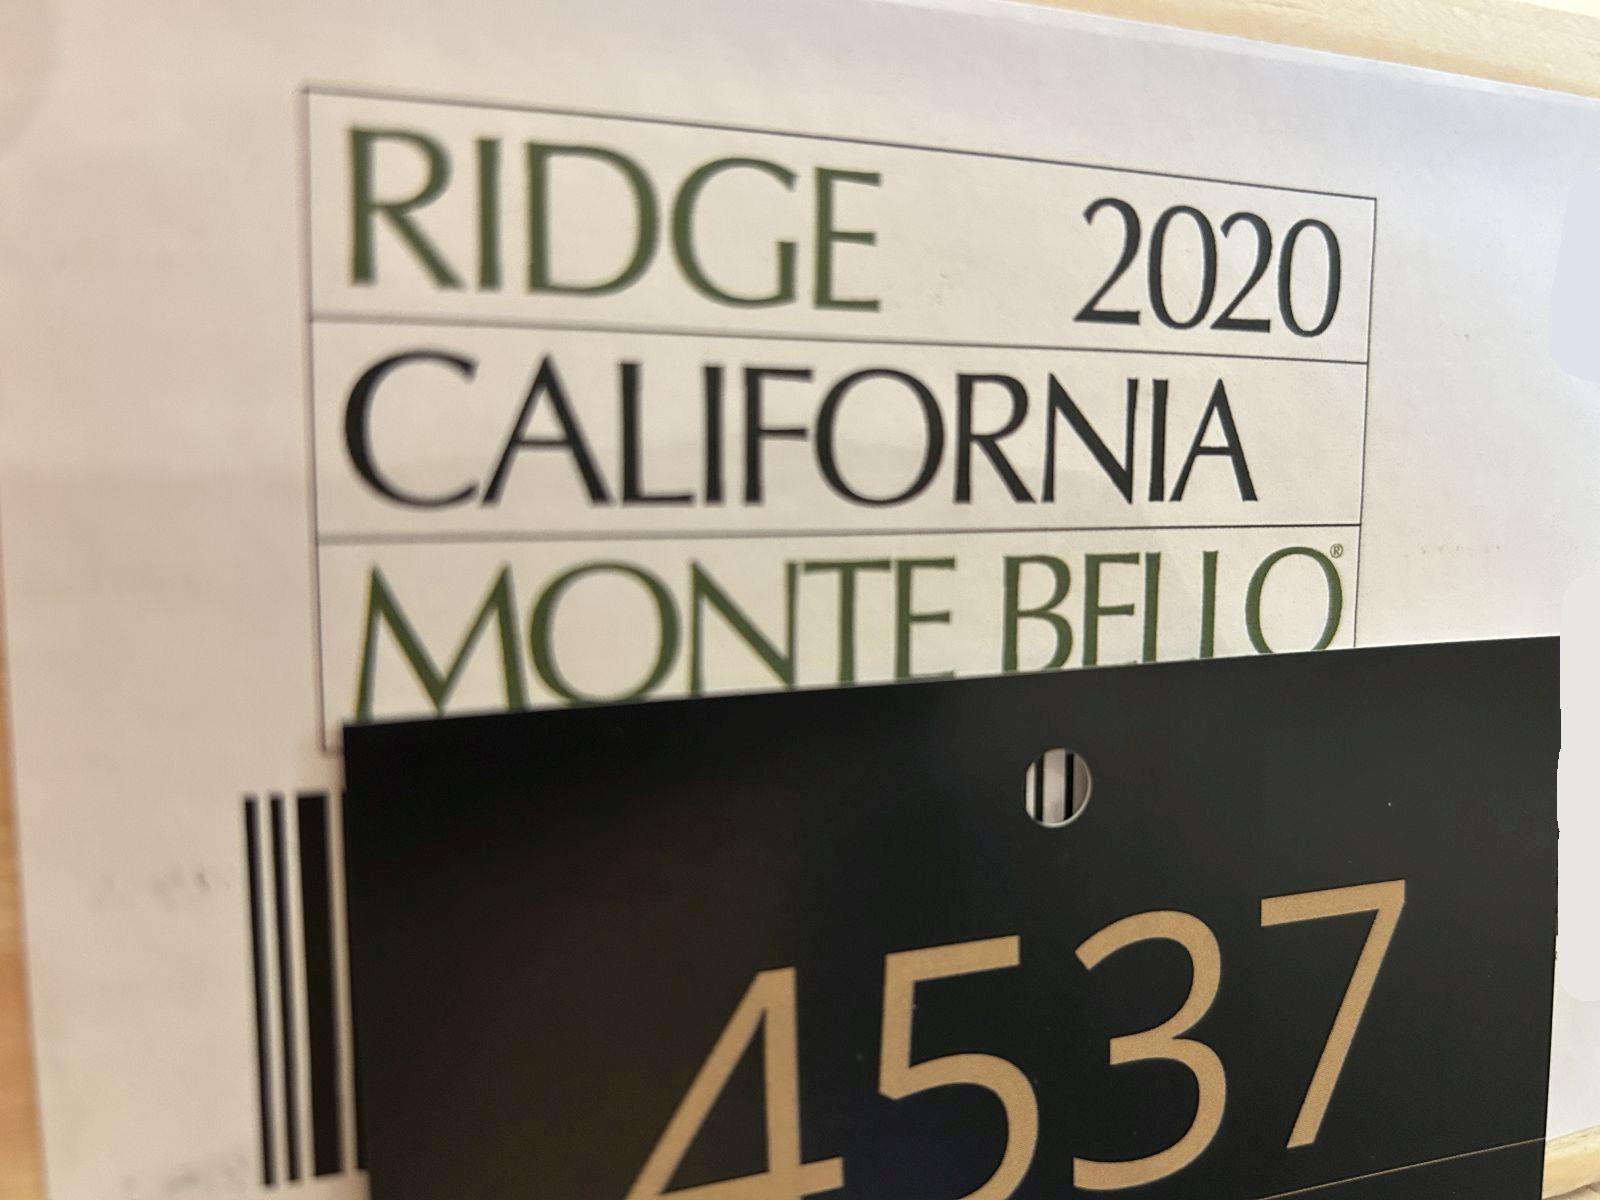 RIDGE 2020
CALIFORNIA
MONTE BELLO®
4537